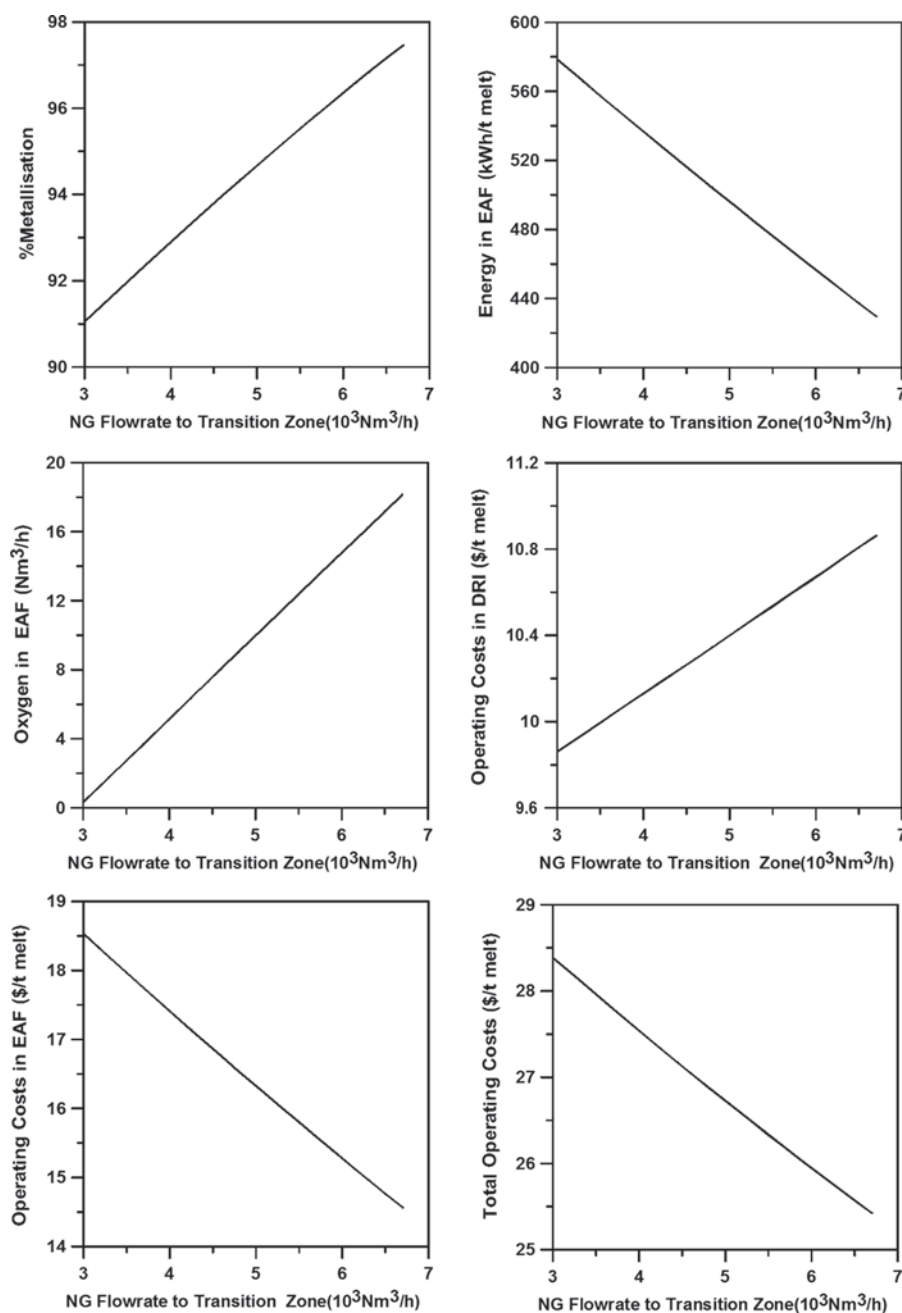 98
96
94
92
90
%Metallisation
3 4 5 6 7
NG Flowrate to Transition Zone(10³Nm³/h)
600
560
520
480
440
400
Energy in EAF (kWh/t melt)
3 4 5 6 7
NG Flowrate to Transition Zone(10³Nm³/h)
20
16
12
8
4
0
Oxygen in EAF (Nm³/h)
3 4 5 6 7
NG Flowrate to Transition Zone(10³Nm³/h)
11.2
10.8
10.4
10
9.6
Operating Costs in DRI ($/t melt)
3 4 5 6 7
NG Flowrate to Transition Zone(10³Nm³/h)
19
18
17
16
15
14
Operating Costs in EAF ($/t melt)
3 4 5 6 7
NG Flowrate to Transition Zone(10³Nm³/h)
29
28
27
26
25
Total Operating Costs ($/t melt)
3 4 5 6 7
NG Flowrate to Transition Zone(10³Nm³/h)